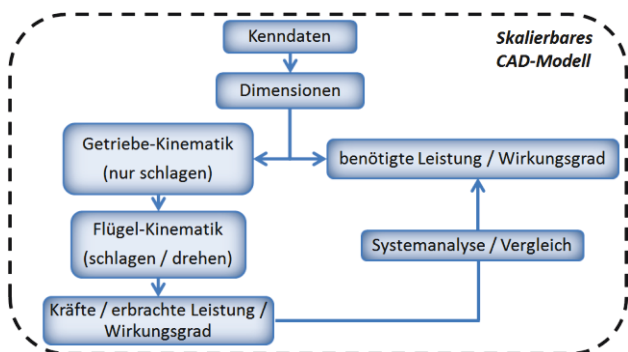 Kenndaten
Skalierbares
CAD-Modell
Dimensionen
Getriebe-Kinematik
(nur schlagen)
benötigte Leistung / Wirkungsgrad
Flügel-Kinematik
(schlagen / drehen)
Systemanalyse / Vergleich
Kräfte / erbrachte Leistung /
Wirkungsgrad